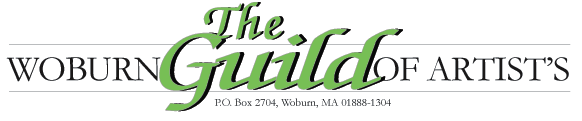 The
WOBURN Guild OF ARTIST'S
P.O. Box 2704, Woburn, MA 01888-1304